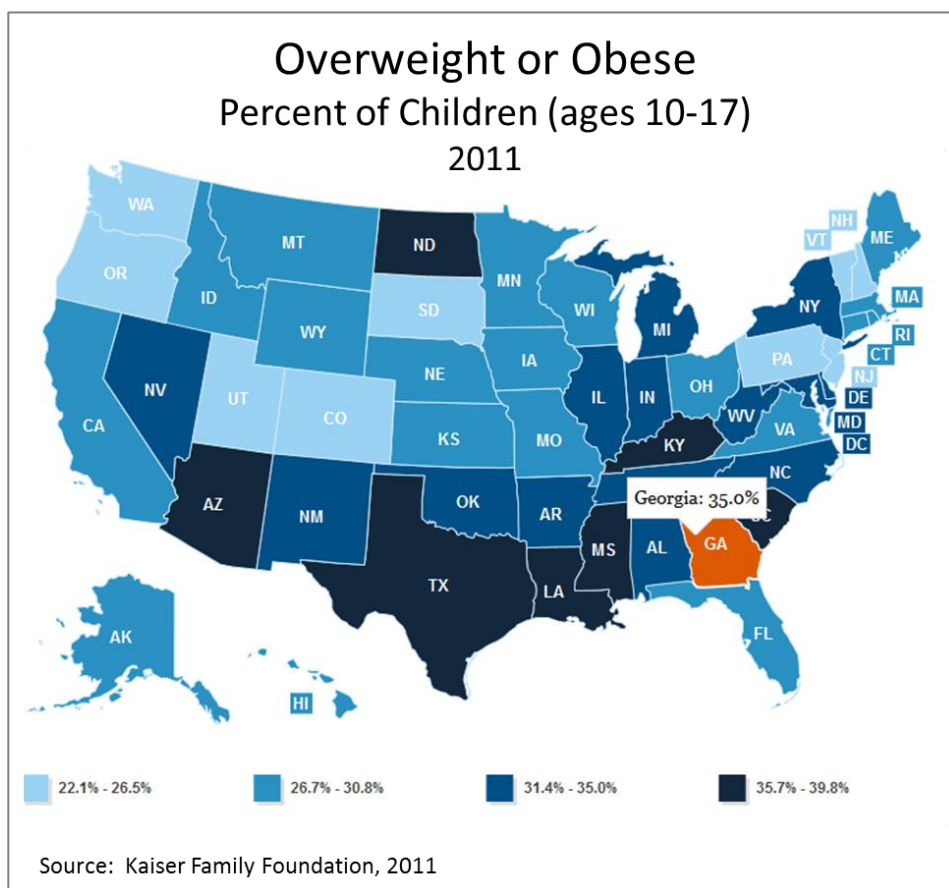 Overweight or Obese
Percent of Children (ages 10-17)
2011
WA
OR
CA
NV
ID
MT
WY
UT
CO
AZ
NM
ND
SD
NE
KS
OK
TX
MN
IA
MO
AR
LA
WI
IL
MI
IN
OH
KY
WV
VA
NC
MS
AL
GA
Georgia: 35.0%
FL
PA
NY
VT
NH
ME
MA
RI
CT
NJ
DE
MD
DC
AK
HI
22.1% - 26.5%
26.7% - 30.8%
31.4% - 35.0%
35.7% - 39.8%
Source: Kaiser Family Foundation, 2011